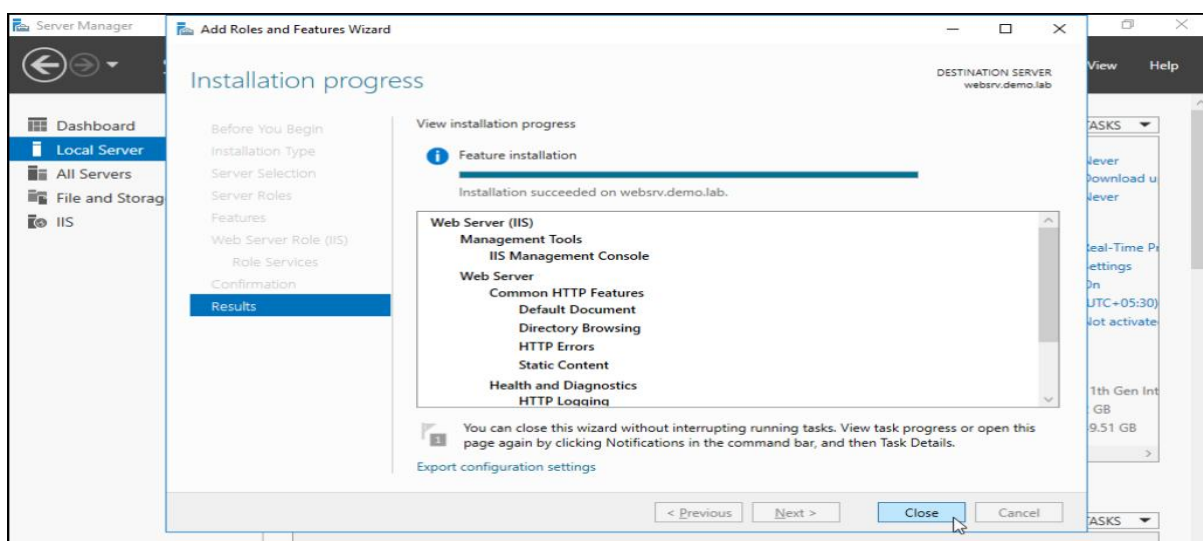 Server Manager
Add Roles and Features Wizard
View Help
Installation progress
DESTINATION SERVER
websrv.demo.lab
Dashboard
Local Server
All Servers
File and Storag
IIS
Before You Begin
Installation Type
Server Selection
Server Roles
Features
Web Server Role (IIS)
Role Services
Confirmation
Results
View installation progress
Feature installation
Installation succeeded on websrv.demo.lab.
Web Server (IIS)
Management Tools
IIS Management Console
Web Server
Common HTTP Features
Default Document
Directory Browsing
HTTP Errors
Static Content
Health and Diagnostics
HTTP Logging
1
You can close this wizard without interrupting running tasks. View task progress or open this
page again by clicking Notifications in the command bar, and then Task Details.
Export configuration settings
< Previous Next > Close Cancel
TASKS
Never
Download u
Never
Real-Time Pr
Settings
On
(UTC+05:30)
Not activate
1th Gen Int
GB
9.51 GB
TASKS